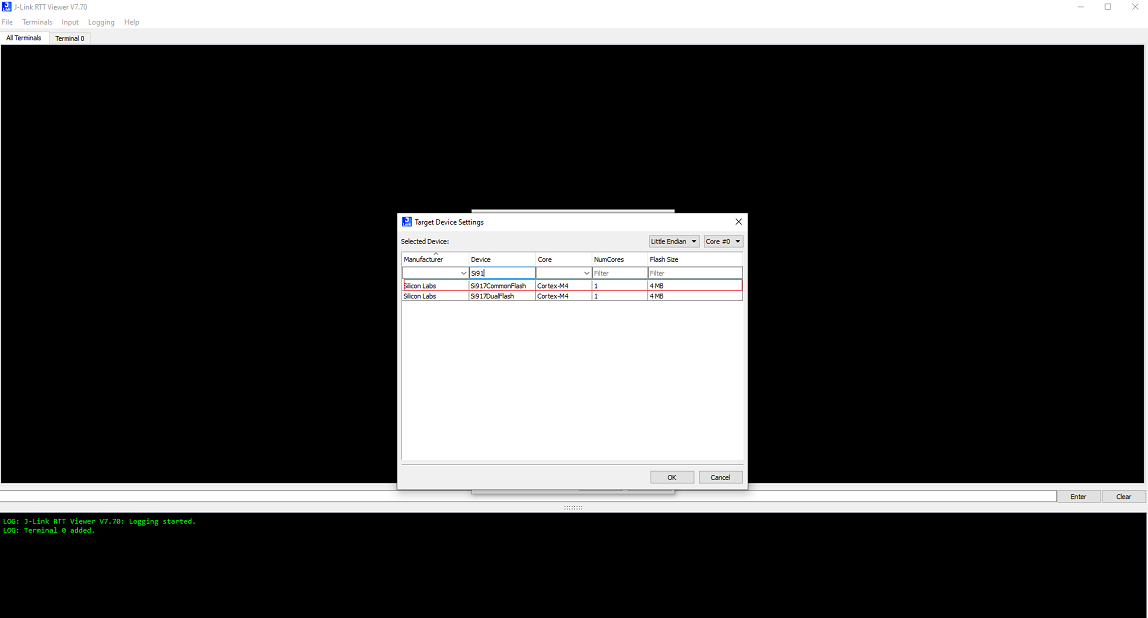 J-Link RTT Viewer V7.70
File Terminals Input Logging Help
All Terminals Terminal 0
Target Device Settings
Selected Device: Little Endian Core #0
Manufacturer Device Core NumCores Flash Size
Si91 Filter Filter
Silicon Labs Si917CommonFlash Cortex-M4 1 4 MB
Silicon Labs Si917DualFlash Cortex-M4 1 4 MB
OK Cancel
Enter Clear
LOG: J-Link RTT Viewer V7.70: Logging started.
LOG: Terminal 0 added.